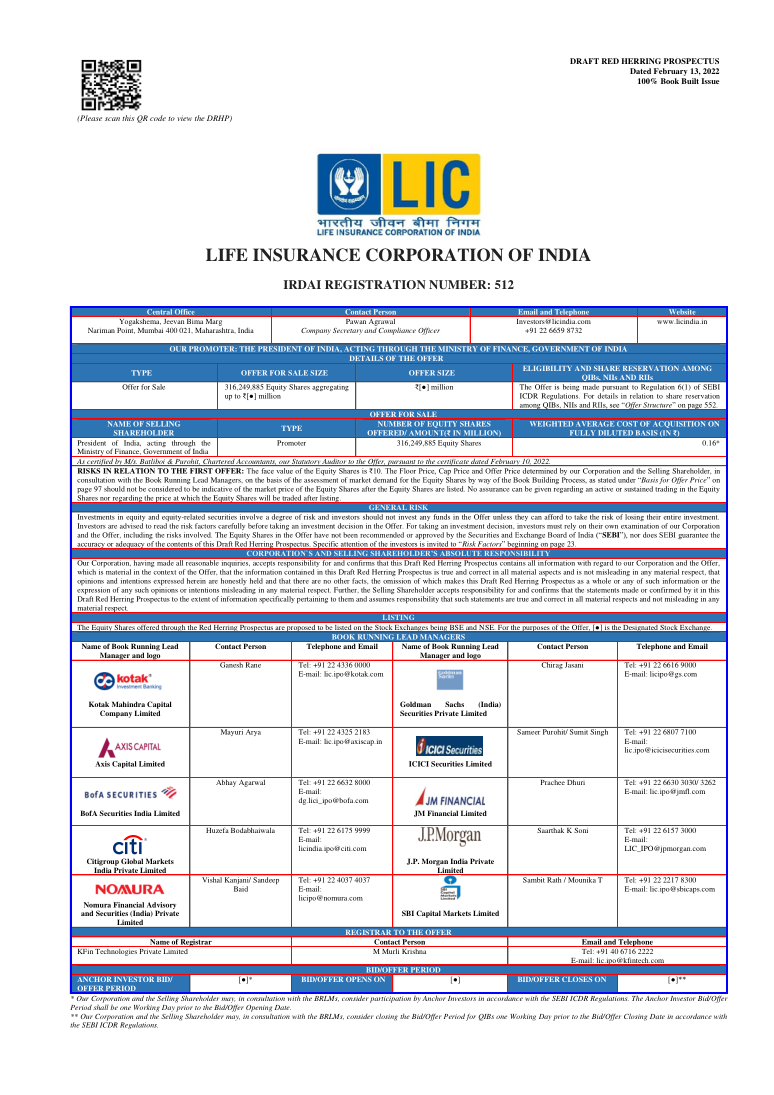 DRAFT RED HERRING PROSPECTUS
Dated February 13, 2022
100% Book Built Issue
(Please scan this QR code to view the DRHP)
LIC
भारतीय जीवन बीमा निगम
LIFE INSURANCE CORPORATION OF INDIA
LIFE INSURANCE CORPORATION OF INDIA
IRDAI REGISTRATION NUMBER: 512
Central Office Contact Person Email and Telephone Website
Yogakshema, Jeevan Bima Marg Pawan Agrawal Investors@licindia.com www.licindia.in
Nariman Point, Mumbai 400 021, Maharashtra, India Company Secretary and Compliance Officer +91 22 6659 8732
OUR PROMOTER: THE PRESIDENT OF INDIA, ACTING THROUGH THE MINISTRY OF FINANCE, GOVERNMENT OF INDIA
DETAILS OF THE OFFER
TYPE OFFER FOR SALE SIZE OFFER SIZE ELIGIBILITY AND SHARE RESERVATION AMONG
QIBs, NIIs AND RIIs
Offer for Sale 316,249,885 Equity Shares aggregating ₹[●] million The Offer is being made pursuant to Regulation 6(1) of SEBI
up to ₹[●] million ICDR Regulations. For details in relation to share reservation
among QIBs, NIIs and RIIs, see “Offer Structure” on page 552.
OFFER FOR SALE
NAME OF SELLING SHAREHOLDER TYPE NUMBER OF EQUITY SHARES OFFERED/ AMOUNT(₹ IN MILLION) WEIGHTED AVERAGE COST OF ACQUISITION ON FULLY DILUTED BASIS (IN ₹)
President of India, acting through the Promoter 316,249,885 Equity Shares 0.16*
Ministry of Finance, Government of India
As certified by M/s. Batliboi & Purohit, Chartered Accountants, our Statutory Auditor to the Offer, pursuant to the certificate dated February 10, 2022.
RISKS IN RELATION TO THE FIRST OFFER: The face value of the Equity Shares is ₹10. The Floor Price, Cap Price and Offer Price determined by our Corporation and the Selling Shareholder, in
consultation with the Book Running Lead Managers, on the basis of the assessment of market demand for the Equity Shares by way of the Book Building Process, as stated under “Basis for Offer Price” on
page 97 should not be considered to be indicative of the market price of the Equity Shares after the Equity Shares are listed. No assurance can be given regarding an active or sustained trading in the Equity
Shares nor regarding the price at which the Equity Shares will be traded after listing.
GENERAL RISK
Investments in equity and equity-related securities involve a degree of risk and investors should not invest any funds in the Offer unless they can afford to take the risk of losing their entire investment.
Investors are advised to read the risk factors carefully before taking an investment decision in the Offer. For taking an investment decision, investors must rely on their own examination of our Corporation
and the Offer, including the risks involved. The Equity Shares in the Offer have not been recommended or approved by the Securities and Exchange Board of India (“SEBI”), nor does SEBI guarantee the
accuracy or adequacy of the contents of this Draft Red Herring Prospectus. Specific attention of the investors is invited to “Risk Factors” beginning on page 23.
CORPORATION`S AND SELLING SHAREHOLDER’S ABSOLUTE RESPONSIBILITY
Our Corporation, having made all reasonable inquiries, accepts responsibility for and confirms that this Draft Red Herring Prospectus contains all information with regard to our Corporation and the Offer,
which is material in the context of the Offer, that the information contained in this Draft Red Herring Prospectus is true and correct in all material aspects and is not misleading in any material respect, that
opinions and intentions expressed herein are honestly held and that there are no other facts, the omission of which makes this Draft Red Herring Prospectus as a whole or any of such information or the
expression of any such opinions or intentions misleading in any material respect. Further, the Selling Shareholder accepts responsibility for and confirms that the statements made or confirmed by it in this
Draft Red Herring Prospectus to the extent of information specifically pertaining to them and assumes responsibility that such statements are true and correct in all material respects and not misleading in any
material respect.
LISTING
The Equity Shares offered through the Red Herring Prospectus are proposed to be listed on the Stock Exchanges being BSE and NSE. For the purposes of the Offer, [●] is the Designated Stock Exchange.
BOOK RUNNING LEAD MANAGERS
Name of Book Running Lead Manager and logo Contact Person Telephone and Email Name of Book Running Lead Manager and logo Contact Person Telephone and Email
kotak Investment Banking
Kotak Mahindra Capital Company Limited
Ganesh Rane
Tel: +91 22 4336 0000
E-mail: lic.ipo@kotak.com
Goldman Sachs
Goldman Sachs (India) Securities Private Limited
Chirag Jasani
Tel: +91 22 6616 9000
E-mail: licipo@gs.com
AXIS CAPITAL
Axis Capital Limited
Mayuri Arya
Tel: +91 22 4325 2183
E-mail: lic.ipo@axiscap.in
ICICI Securities
ICICI Securities Limited
Sameer Purohit/ Sumit Singh
Tel: +91 22 6807 7100
E-mail:
lic.ipo@icicisecurities.com
BofA SECURITIES
BofA Securities India Limited
Abhay Agarwal
Tel: +91 22 6632 8000
E-mail:
dg.lici_ipo@bofa.com
JM FINANCIAL
JM Financial Limited
Prachee Dhuri
Tel: +91 22 6630 3030/ 3262
E-mail: lic.ipo@jmfl.com
citi
Citigroup Global Markets India Private Limited
Huzefa Bodabhaiwala
Tel: +91 22 6175 9999
E-mail:
licindia.ipo@citi.com
J.P.Morgan
J.P. Morgan India Private Limited
Saarthak K Soni
Tel: +91 22 6157 3000
E-mail:
LIC_IPO@jpmorgan.com
NOMURA
Nomura Financial Advisory and Securities (India) Private Limited
Vishal Kanjani/ Sandeep Baid
Tel: +91 22 4037 4037
E-mail:
licipo@nomura.com
SBI Capital Markets Limited
Sambit Rath / Mounika T
Tel: +91 22 2217 8300
E-mail: lic.ipo@sbicaps.com
REGISTRAR TO THE OFFER
Name of Registrar Contact Person Email and Telephone
KFin Technologies Private Limited M Murli Krishna Tel: +91 40 6716 2222
E-mail: lic.ipo@kfintech.com
BID/OFFER PERIOD
ANCHOR INVESTOR BID/ OFFER PERIOD [●]* BID/OFFER OPENS ON [●] BID/OFFER CLOSES ON [●]**
* Our Corporation and the Selling Shareholder may, in consultation with the BRLMs, consider participation by Anchor Investors in accordance with the SEBI ICDR Regulations. The Anchor Investor Bid/Offer
Period shall be one Working Day prior to the Bid/Offer Opening Date.
** Our Corporation and the Selling Shareholder may, in consultation with the BRLMs, consider closing the Bid/Offer Period for QIBs one Working Day prior to the Bid/Offer Closing Date in accordance with
the SEBI ICDR Regulations.